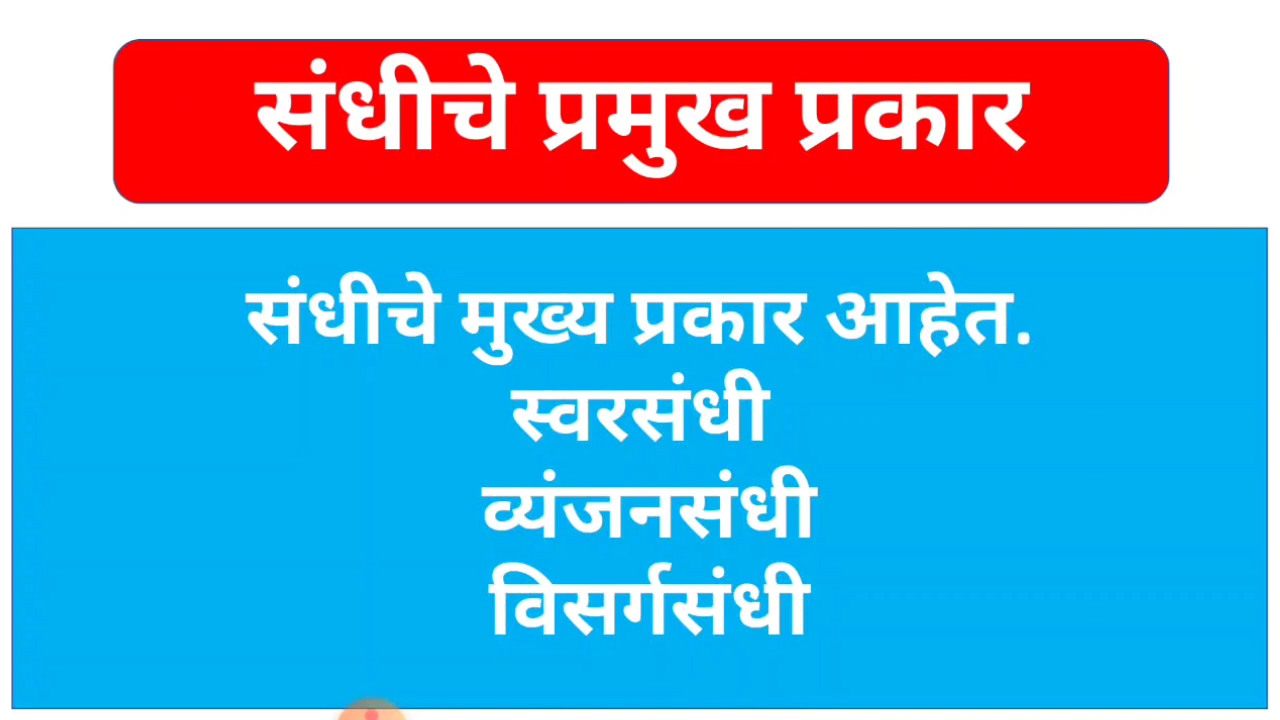 संधीचे प्रमुख प्रकार
संधीचे मुख्य प्रकार आहेत.
स्वरसंधी
व्यंजनसंधी
विसर्गसंधी